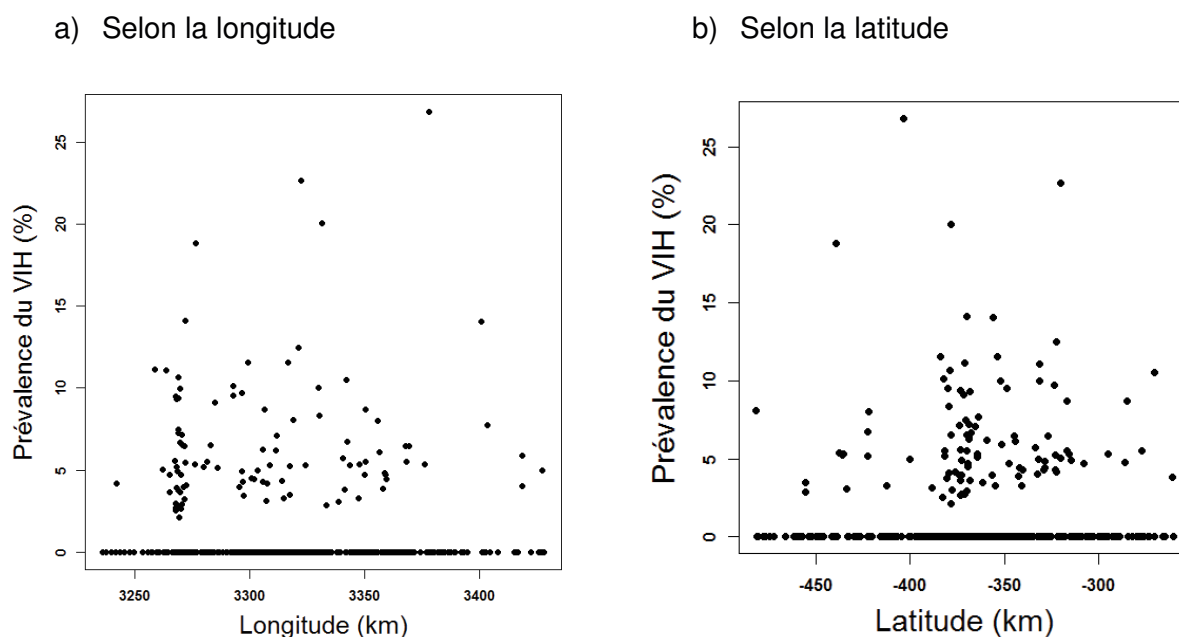 a) Selon la longitude
b) Selon la latitude
Prévalence du VIH (%)
25
20
15
10
5
0
3250 3300 3350 3400
Longitude (km)
Prévalence du VIH (%)
25
20
15
10
5
0
-450 -400 -350 -300
Latitude (km)